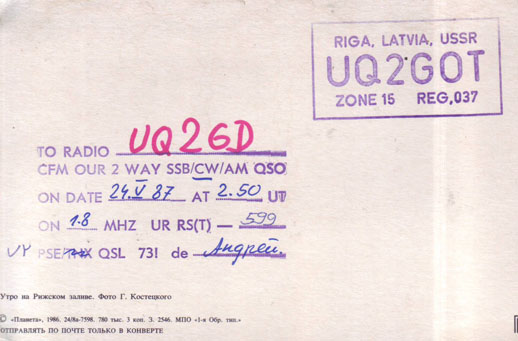 RIGA, LATVIA, USSR
UQ2GOT
ZONE 15 REG,037
TO RADIO UQ2GD
CFM OUR 2 WAY SSB/CW/AM QSO
ON DATE 24.V 87 AT 2.50 UT
ON 1.8 MHZ UR RS(T) — 599
VY PSE/ QSL 73! de Андрей.
Утро на Рижском заливе. Фото Г. Костецкого
© «Планета», 1986. 24/8а-7598. 780 тыс. 3 коп. З. 2546. МПО «1-я Обр. тип.»
ОТПРАВЛЯТЬ ПО ПОЧТЕ ТОЛЬКО В КОНВЕРТЕ